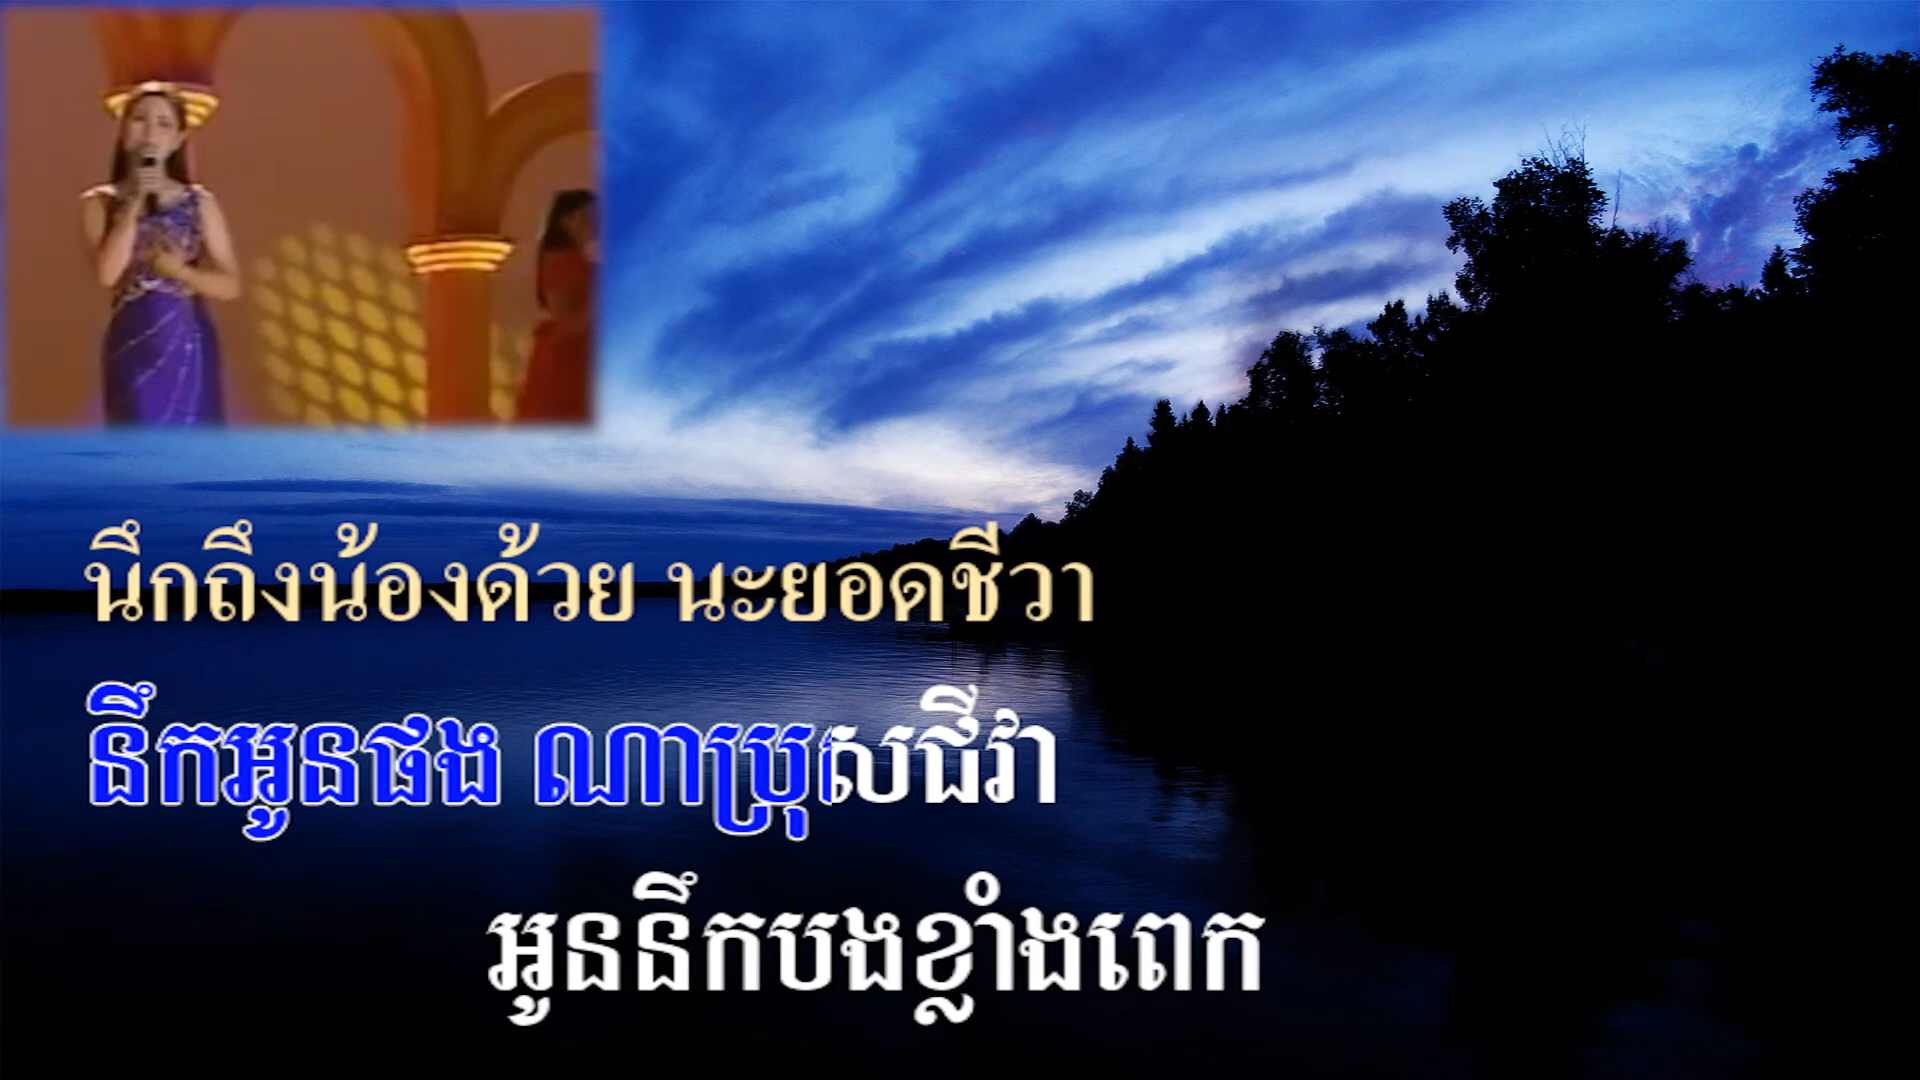 นึกถึงน้องด้วย นะยอดชีวา
នឹកអូនផង ណាប្រុសជីវ៉ា
អូននឹកបងខ្លាំងពេក